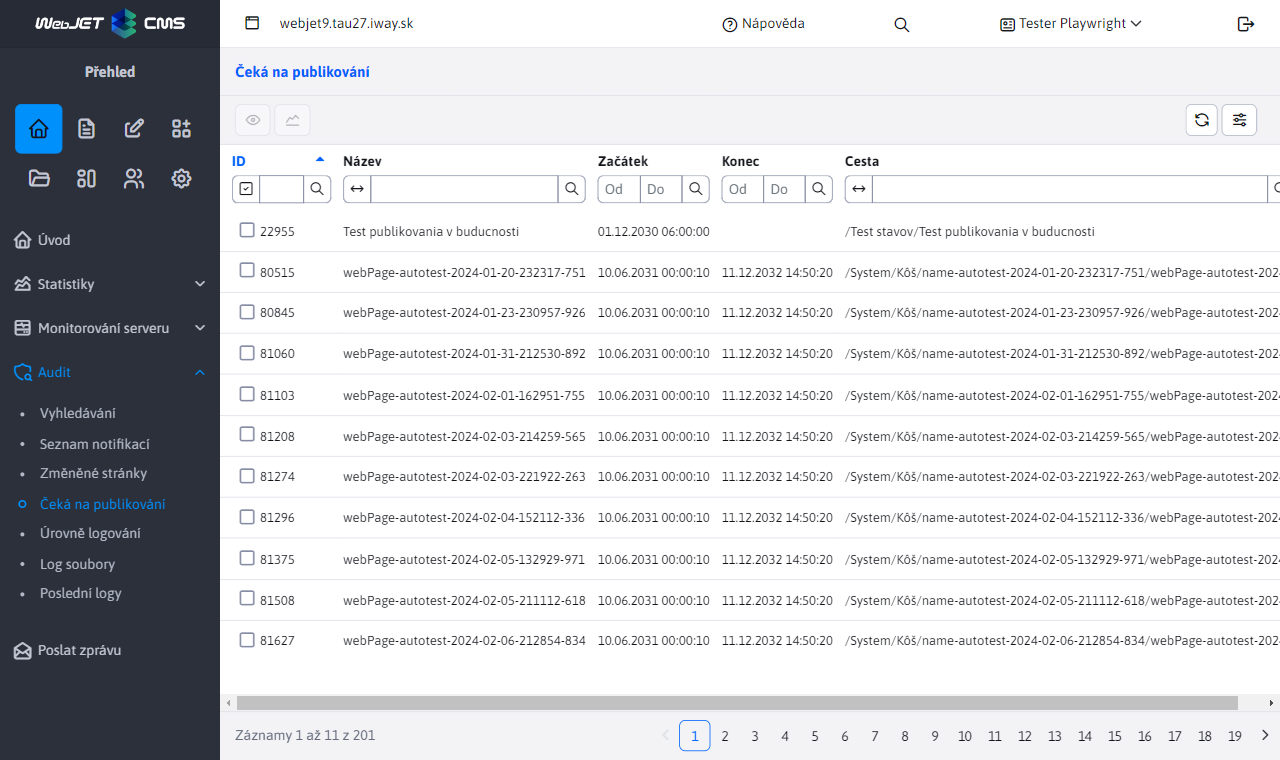 WebJET CMS
webjet9.tau27.iway.sk
Nápověda
Tester Playwright
Přehled
Čeká na publikování
Úvod
Statistiky
Monitorování serveru
Audit
Vyhledávání
Seznam notifikací
Změněné stránky
Čeká na publikování
Úrovně logování
Log soubory
Poslední logy
Poslat zprávu
ID Název Začátek Konec Cesta
Od Do Od Do
22955 Test publikovania v buducnosti 01.12.2030 06:00:00 /Test stavov/Test publikovania v buducnosti
80515 webPage-autotest-2024-01-20-232317-751 10.06.2031 00:00:10 11.12.2032 14:50:20 /System/Kôš/name-autotest-2024-01-20-232317-751/webPage-autotest-202
80845 webPage-autotest-2024-01-23-230957-926 10.06.2031 00:00:10 11.12.2032 14:50:20 /System/Kôš/name-autotest-2024-01-23-230957-926/webPage-autotest-20
81060 webPage-autotest-2024-01-31-212530-892 10.06.2031 00:00:10 11.12.2032 14:50:20 /System/Kôš/name-autotest-2024-01-31-212530-892/webPage-autotest-20
81103 webPage-autotest-2024-02-01-162951-755 10.06.2031 00:00:10 11.12.2032 14:50:20 /System/Kôš/name-autotest-2024-02-01-162951-755/webPage-autotest-20
81208 webPage-autotest-2024-02-03-214259-565 10.06.2031 00:00:10 11.12.2032 14:50:20 /System/Kôš/name-autotest-2024-02-03-214259-565/webPage-autotest-20
81274 webPage-autotest-2024-02-03-221922-263 10.06.2031 00:00:10 11.12.2032 14:50:20 /System/Kôš/name-autotest-2024-02-03-221922-263/webPage-autotest-20
81296 webPage-autotest-2024-02-04-152112-336 10.06.2031 00:00:10 11.12.2032 14:50:20 /System/Kôš/name-autotest-2024-02-04-152112-336/webPage-autotest-202
81375 webPage-autotest-2024-02-05-132929-971 10.06.2031 00:00:10 11.12.2032 14:50:20 /System/Kôš/name-autotest-2024-02-05-132929-971/webPage-autotest-20
81508 webPage-autotest-2024-02-05-211112-618 10.06.2031 00:00:10 11.12.2032 14:50:20 /System/Kôš/name-autotest-2024-02-05-211112-618/webPage-autotest-202
81627 webPage-autotest-2024-02-06-212854-834 10.06.2031 00:00:10 11.12.2032 14:50:20 /System/Kôš/name-autotest-2024-02-06-212854-834/webPage-autotest-20
Záznamy 1 až 11 z 201
1 2 3 4 5 6 7 8 9 10 11 12 13 14 15 16 17 18 19